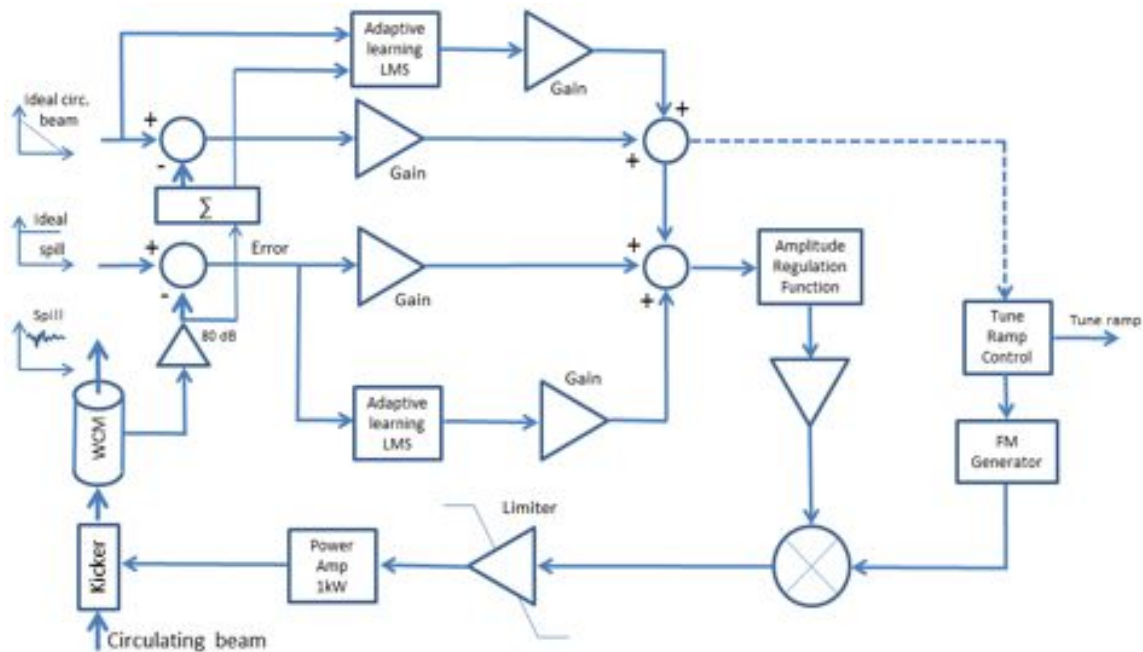 Adaptive
learning
LMS
Gain
Ideal circ.
beam
+
-
+
+
Gain
∑
Ideal
spill
+
-
Error
Gain
+
+
Amplitude
Regulation
Function
Spill
80 dB
Tune
Ramp
Control
Tune ramp
WCM
Adaptive
learning
LMS
Gain
FM
Generator
Limiter
Kicker
Power
Amp
1kW
Circulating beam